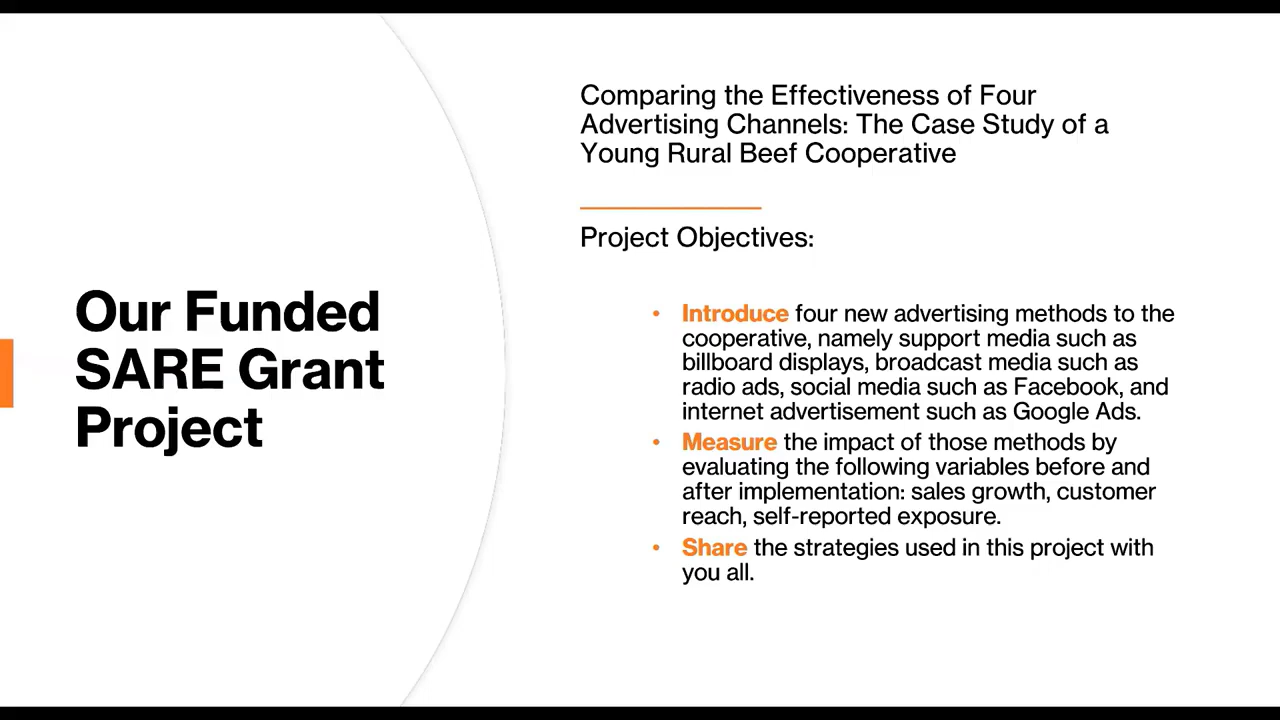 Our Funded
SARE Grant
Project
Comparing the Effectiveness of Four
Advertising Channels: The Case Study of a
Young Rural Beef Cooperative
Project Objectives:
• Introduce four new advertising methods to the
cooperative, namely support media such as
billboard displays, broadcast media such as
radio ads, social media such as Facebook, and
internet advertisement such as Google Ads.
• Measure the impact of those methods by
evaluating the following variables before and
after implementation: sales growth, customer
reach, self-reported exposure.
• Share the strategies used in this project with
you all.